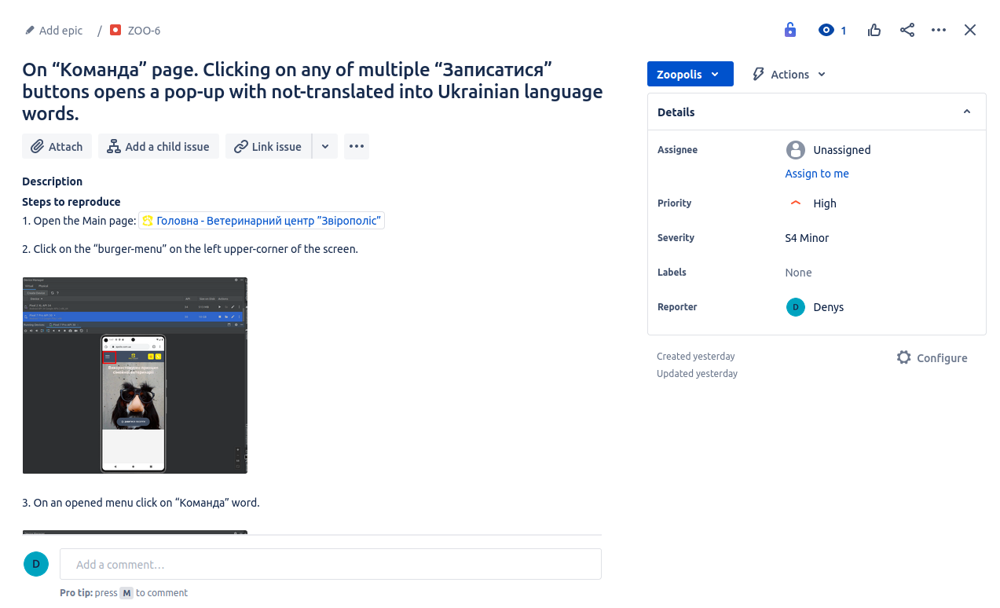 Add epic / ZOO-6
1
On “Команда” page. Clicking on any of multiple “Записатися”
buttons opens a pop-up with not-translated into Ukrainian language
words.
Attach
Add a child issue
Link issue
Description
Steps to reproduce
1. Open the Main page: Головна - Ветеринарний центр ”Звірополіс”
2. Click on the “burger-menu” on the left upper-corner of the screen.
3. On an opened menu click on “Команда” word.
D
Add a comment…
Pro tip: press M to comment
Zoopolis
Actions
Details
Assignee
Unassigned
Assign to me
Priority
High
Severity
S4 Minor
Labels
None
Reporter
D Denys
Created yesterday
Updated yesterday
Configure